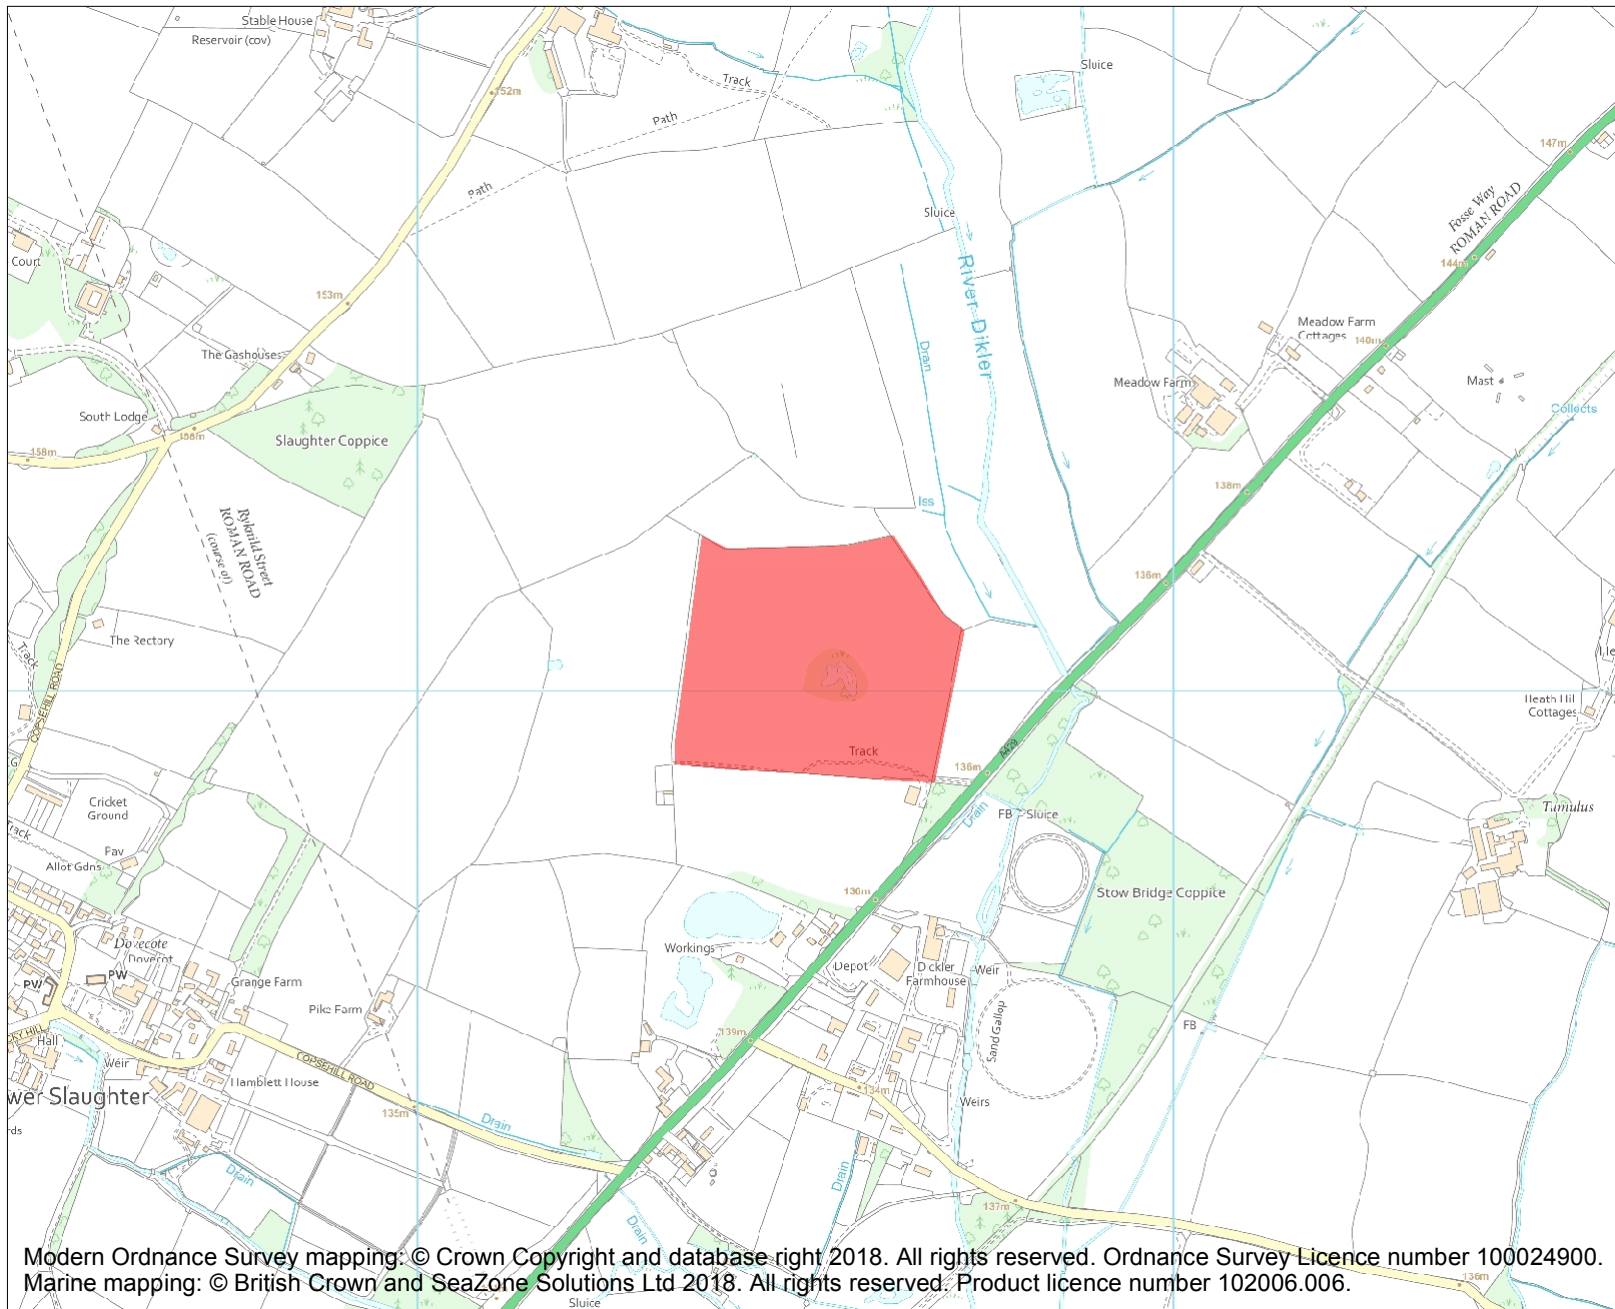 Stable House
Reservoir (cov)
152m
Track
Path
Path
Sluice
147m
Fosse Way
ROMAN ROAD
144m
Sluice
Court
River Dikler
153m
The Gashouses
Drain
Meadow Farm
Cottages
140m
Meadow Farm
Mast
Collects
South Lodge
158m
158m
Slaughter Coppice
138m
Iss
Ryknild Street
ROMAN ROAD
(course of)
136m
The Rectory
Track
COPSEHILL ROAD
Heath Hill
Cottages
Track
A429
136m
Cricket
Ground
Drain
FB
Sluice
Tumulus
Track
Pav
Allot Gdns
Stow Bridge Coppice
136m
Dovecote
Dovecot
PW
PW
Workings
Depot
Dickler
Farmhouse
Weir
Grange Farm
Pike Farm
Sand Gallop
FB
139m
Hall
Weir
COPSEHILL ROAD
Hamblett House
134m
wer Slaughter
135m
Drain
Weirs
rds
Drain
Drain
137m
Drain
Modern Ordnance Survey mapping: © Crown Copyright and database right 2018. All rights reserved. Ordnance Survey Licence number 100024900.
Marine mapping: © British Crown and SeaZone Solutions Ltd 2018. All rights reserved. Product licence number 102006.006.
136m
Sluice